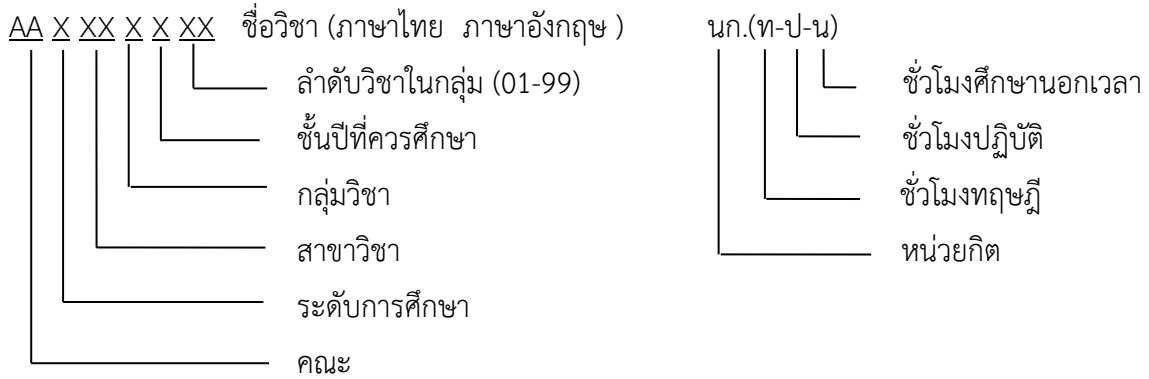 AA X XX X X XX ชื่อวิชา (ภาษาไทย ภาษาอังกฤษ ) นก.(ท-ป-น)
ลำดับวิชาในกลุ่ม (01-99) ชั่วโมงศึกษานอกเวลา
ชั้นปีที่ควรศึกษา ชั่วโมงปฏิบัติ
กลุ่มวิชา ชั่วโมงทฤษฎี
สาขาวิชา หน่วยกิต
ระดับการศึกษา
คณะ